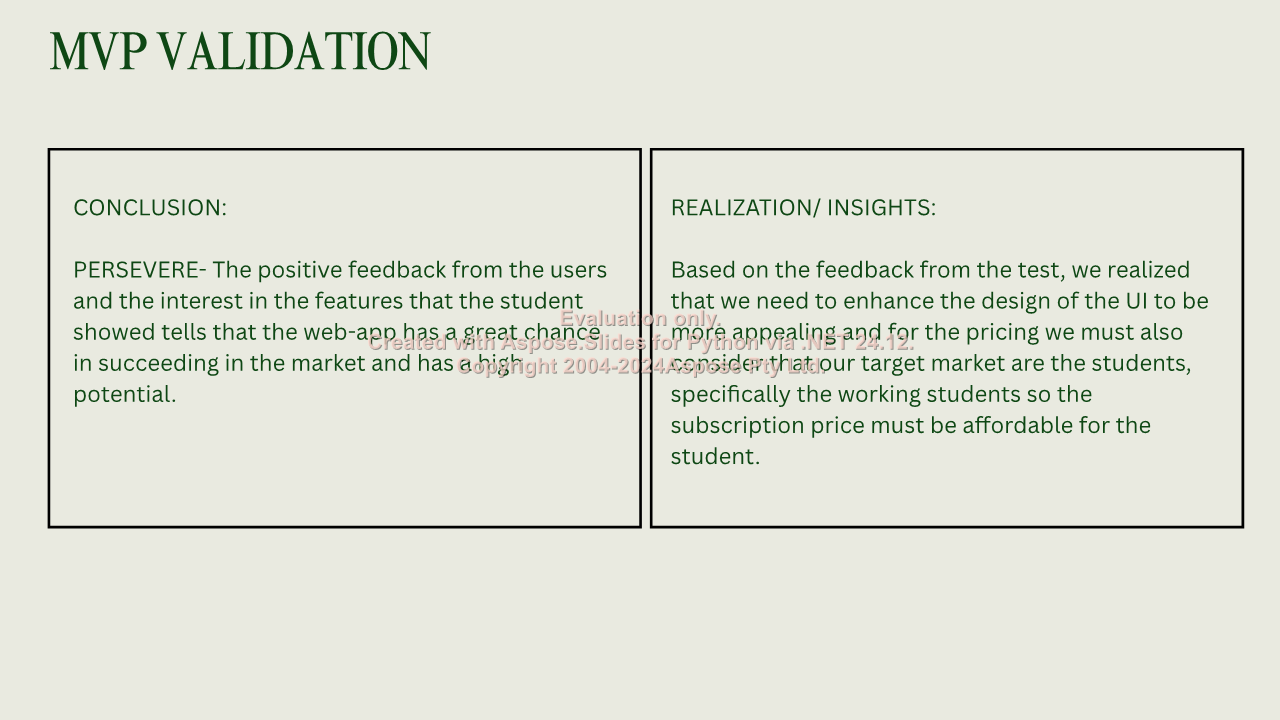 MVP VALIDATION
CONCLUSION:
PERSEVERE- The positive feedback from the users
and the interest in the features that the student
showed tells that the web-app has a great chance
in succeeding in the market and has a high
potential.
REALIZATION/ INSIGHTS:
Based on the feedback from the test, we realized
that we need to enhance the design of the UI to be
more appealing and for the pricing we must also
consider that our target market are the students,
specifically the working students so the
subscription price must be affordable for the
student.
Evaluation only.
Created with Aspose.Slides for Python via .NET 24.12.
Copyright 2004-2024Aspose Pty Ltd.